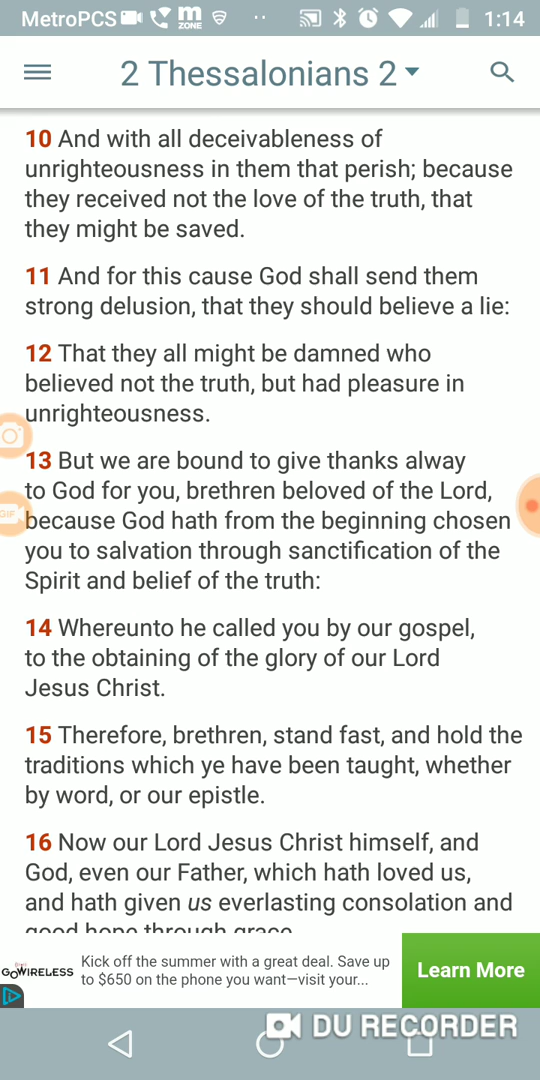 MetroPCS m ZONE 1:14
2 Thessalonians 2
10 And with all deceivableness of
unrighteousness in them that perish; because
they received not the love of the truth, that
they might be saved.
11 And for this cause God shall send them
strong delusion, that they should believe a lie:
12 That they all might be damned who
believed not the truth, but had pleasure in
unrighteousness.
13 But we are bound to give thanks alway
to God for you, brethren beloved of the Lord,
GIF
because God hath from the beginning chosen
you to salvation through sanctification of the
Spirit and belief of the truth:
14 Whereunto he called you by our gospel,
to the obtaining of the glory of our Lord
Jesus Christ.
15 Therefore, brethren, stand fast, and hold the
traditions which ye have been taught, whether
by word, or our epistle.
16 Now our Lord Jesus Christ himself, and
God, even our Father, which hath loved us,
and hath given us everlasting consolation and
good hope through grace
GOWIRELESS
Kick off the summer with a great deal. Save up
to $650 on the phone you want—visit your...
Learn More
DU RECORDER